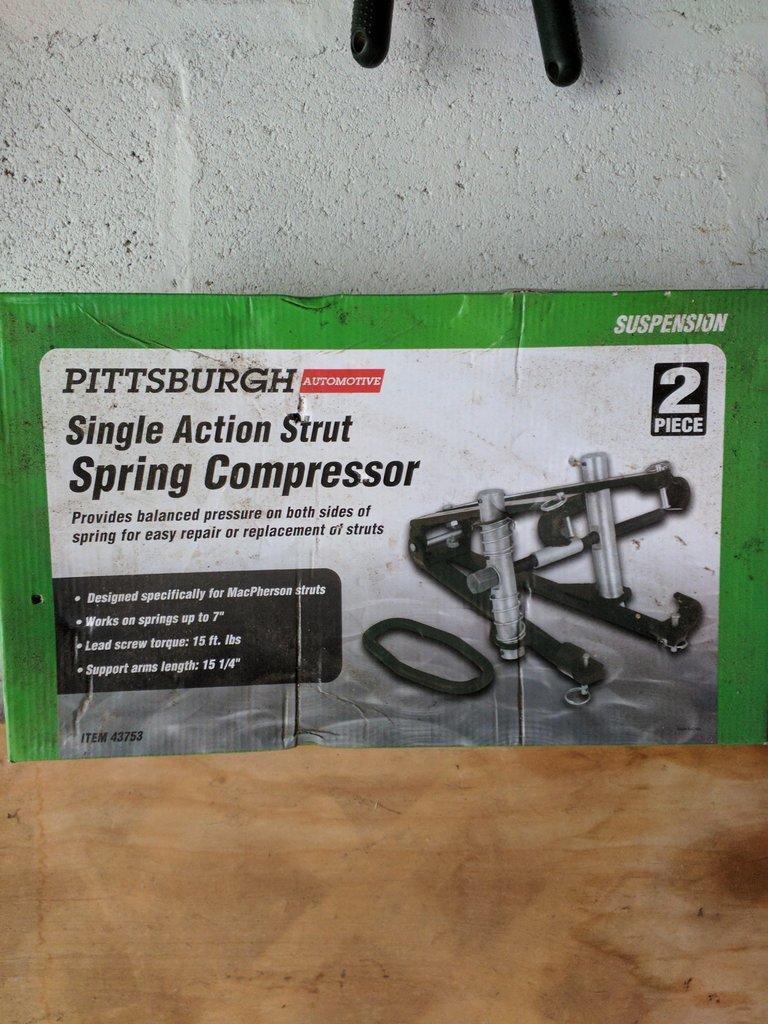 SUSPENSION
PITTSBURGH AUTOMOTIVE
2
PIECE
Single Action Strut
Spring Compressor
Provides balanced pressure on both sides of
spring for easy repair or replacement of struts
• Designed specifically for MacPherson struts
• Works on springs up to 7"
• Lead screw torque: 15 ft. lbs
• Support arms length: 15 1/4"
ITEM 43753